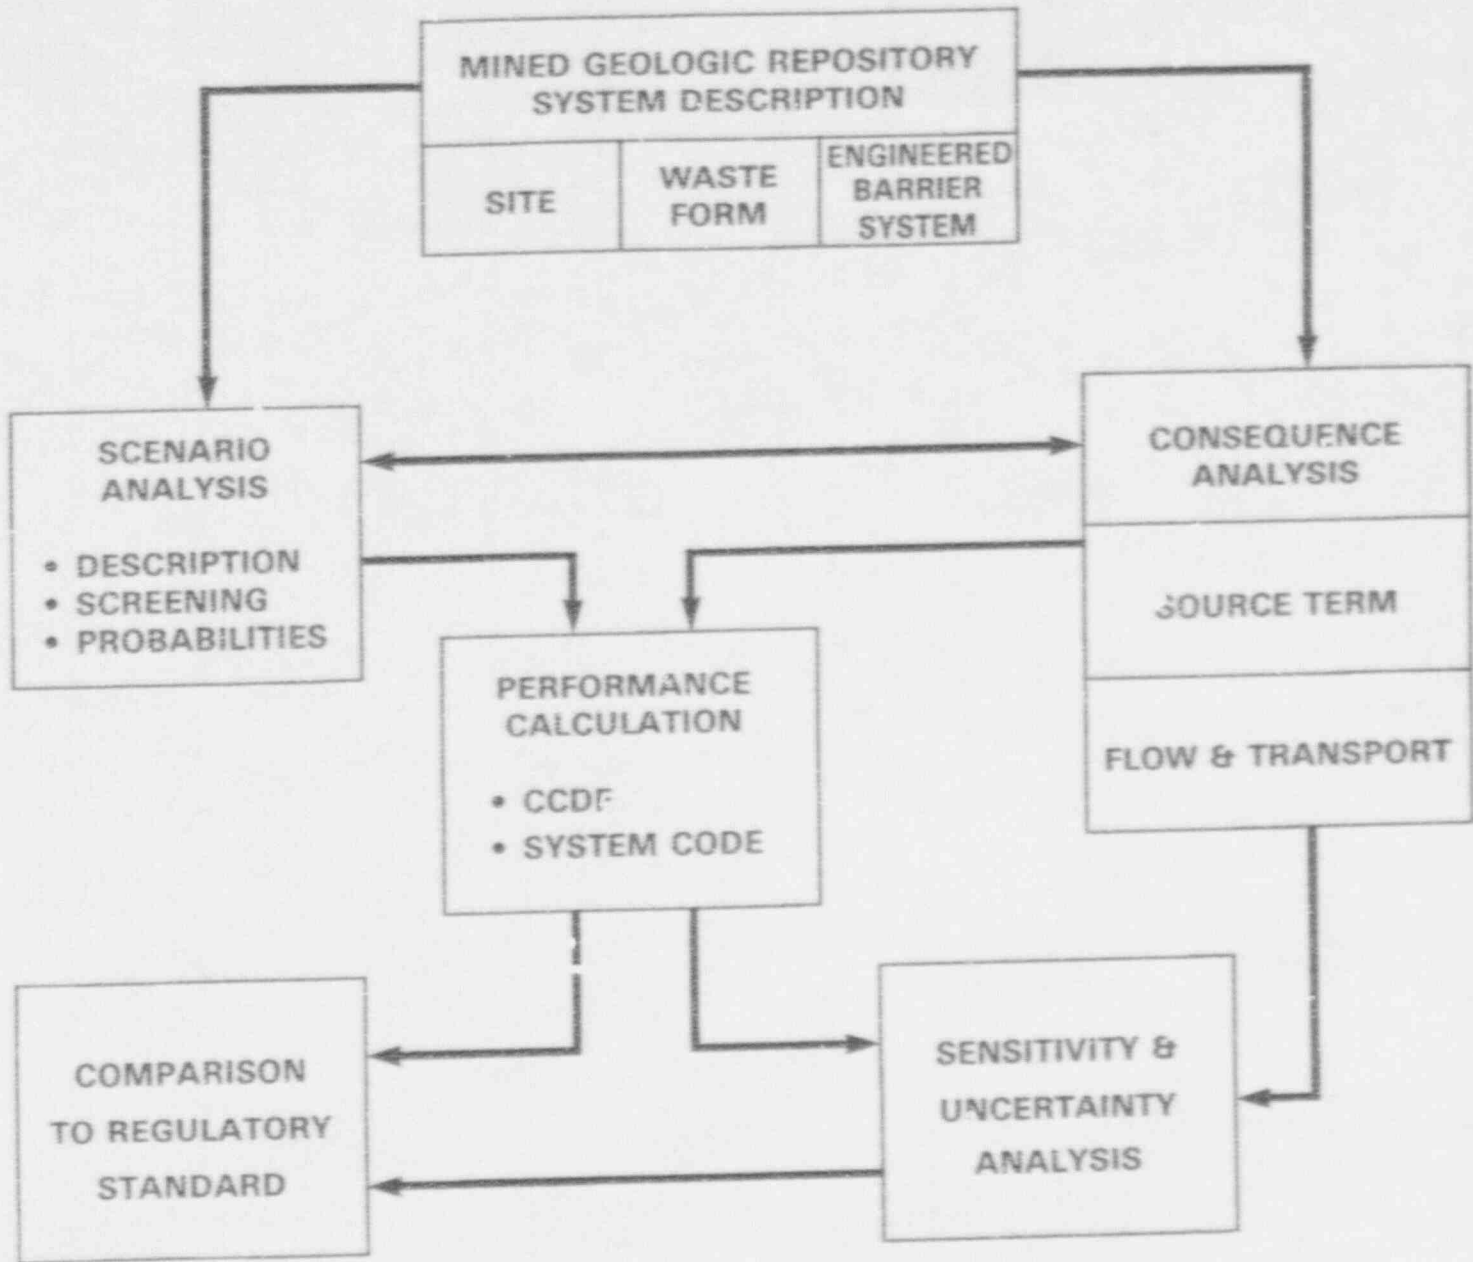 MINED GEOLOGIC REPOSITORY
SYSTEM DESCRIPTION
SITE
WASTE
FORM
ENGINEERED
BARRIER
SYSTEM
SCENARIO
ANALYSIS
• DESCRIPTION
• SCREENING
• PROBABILITIES
CONSEQUENCE
ANALYSIS
SOURCE TERM
FLOW & TRANSPORT
PERFORMANCE
CALCULATION
• CCDF
• SYSTEM CODE
COMPARISON
TO REGULATORY
STANDARD
SENSITIVITY &
UNCERTAINTY
ANALYSIS